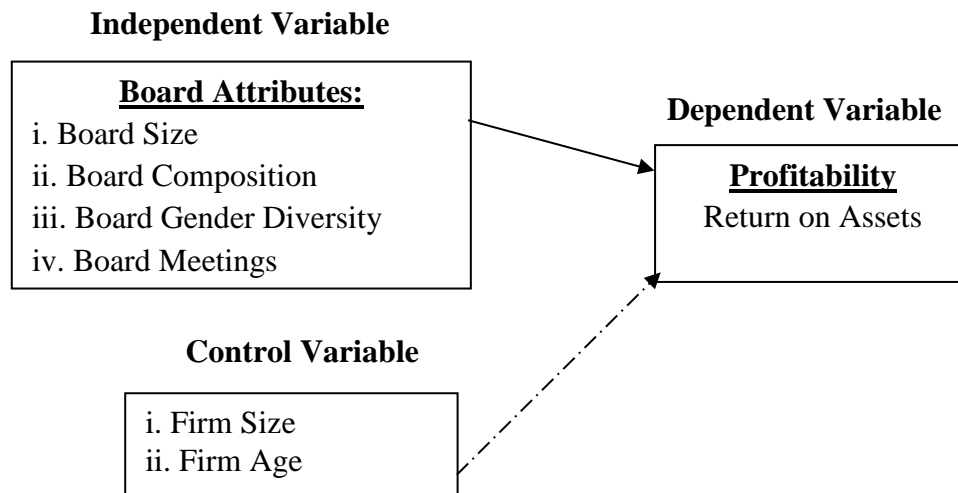 Independent Variable
Board Attributes:
i. Board Size
ii. Board Composition
iii. Board Gender Diversity
iv. Board Meetings
Dependent Variable
Profitability
Return on Assets
Control Variable
i. Firm Size
ii. Firm Age